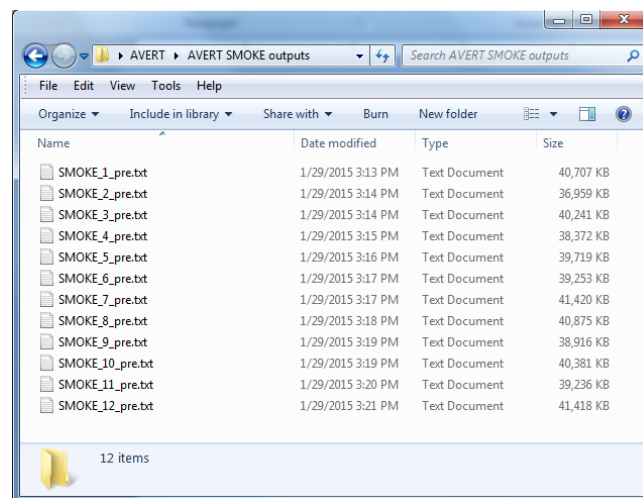 AVERT AVERT SMOKE outputs Search AVERT SMOKE outputs
File Edit View Tools Help
Organize Include in library Share with Burn New folder
Name Date modified Type Size
SMOKE_1_pre.txt 1/29/2015 3:13 PM Text Document 40,707 KB
SMOKE_2_pre.txt 1/29/2015 3:14 PM Text Document 36,959 KB
SMOKE_3_pre.txt 1/29/2015 3:14 PM Text Document 40,241 KB
SMOKE_4_pre.txt 1/29/2015 3:15 PM Text Document 38,372 KB
SMOKE_5_pre.txt 1/29/2015 3:16 PM Text Document 39,719 KB
SMOKE_6_pre.txt 1/29/2015 3:17 PM Text Document 39,253 KB
SMOKE_7_pre.txt 1/29/2015 3:17 PM Text Document 41,420 KB
SMOKE_8_pre.txt 1/29/2015 3:18 PM Text Document 40,875 KB
SMOKE_9_pre.txt 1/29/2015 3:19 PM Text Document 38,916 KB
SMOKE_10_pre.txt 1/29/2015 3:19 PM Text Document 40,381 KB
SMOKE_11_pre.txt 1/29/2015 3:20 PM Text Document 39,236 KB
SMOKE_12_pre.txt 1/29/2015 3:21 PM Text Document 41,418 KB
12 items